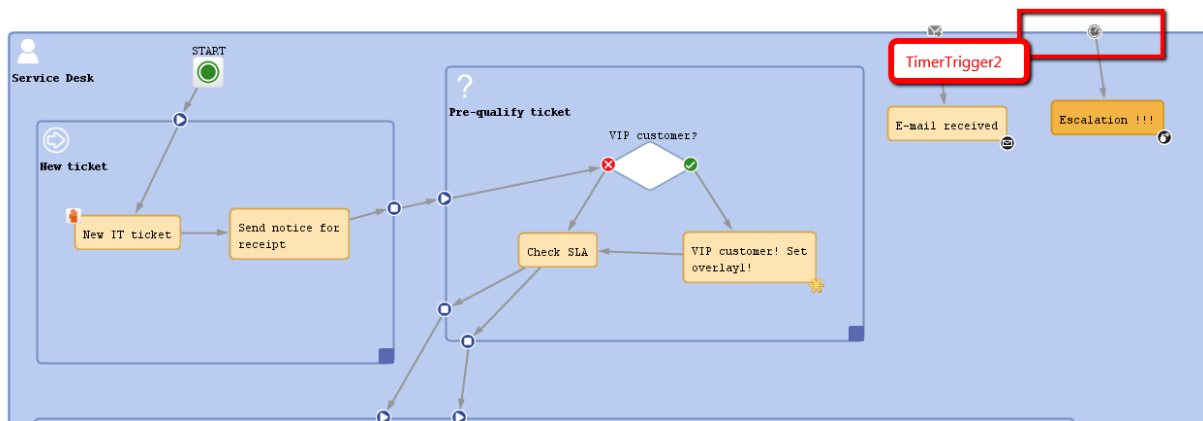 START
Service Desk
TimerTrigger2
Pre-qualify ticket
E-mail received
Escalation !!!
VIP customer?
New ticket
New IT ticket
Send notice for
receipt
Check SLA
VIP customer! Set
overlayl!